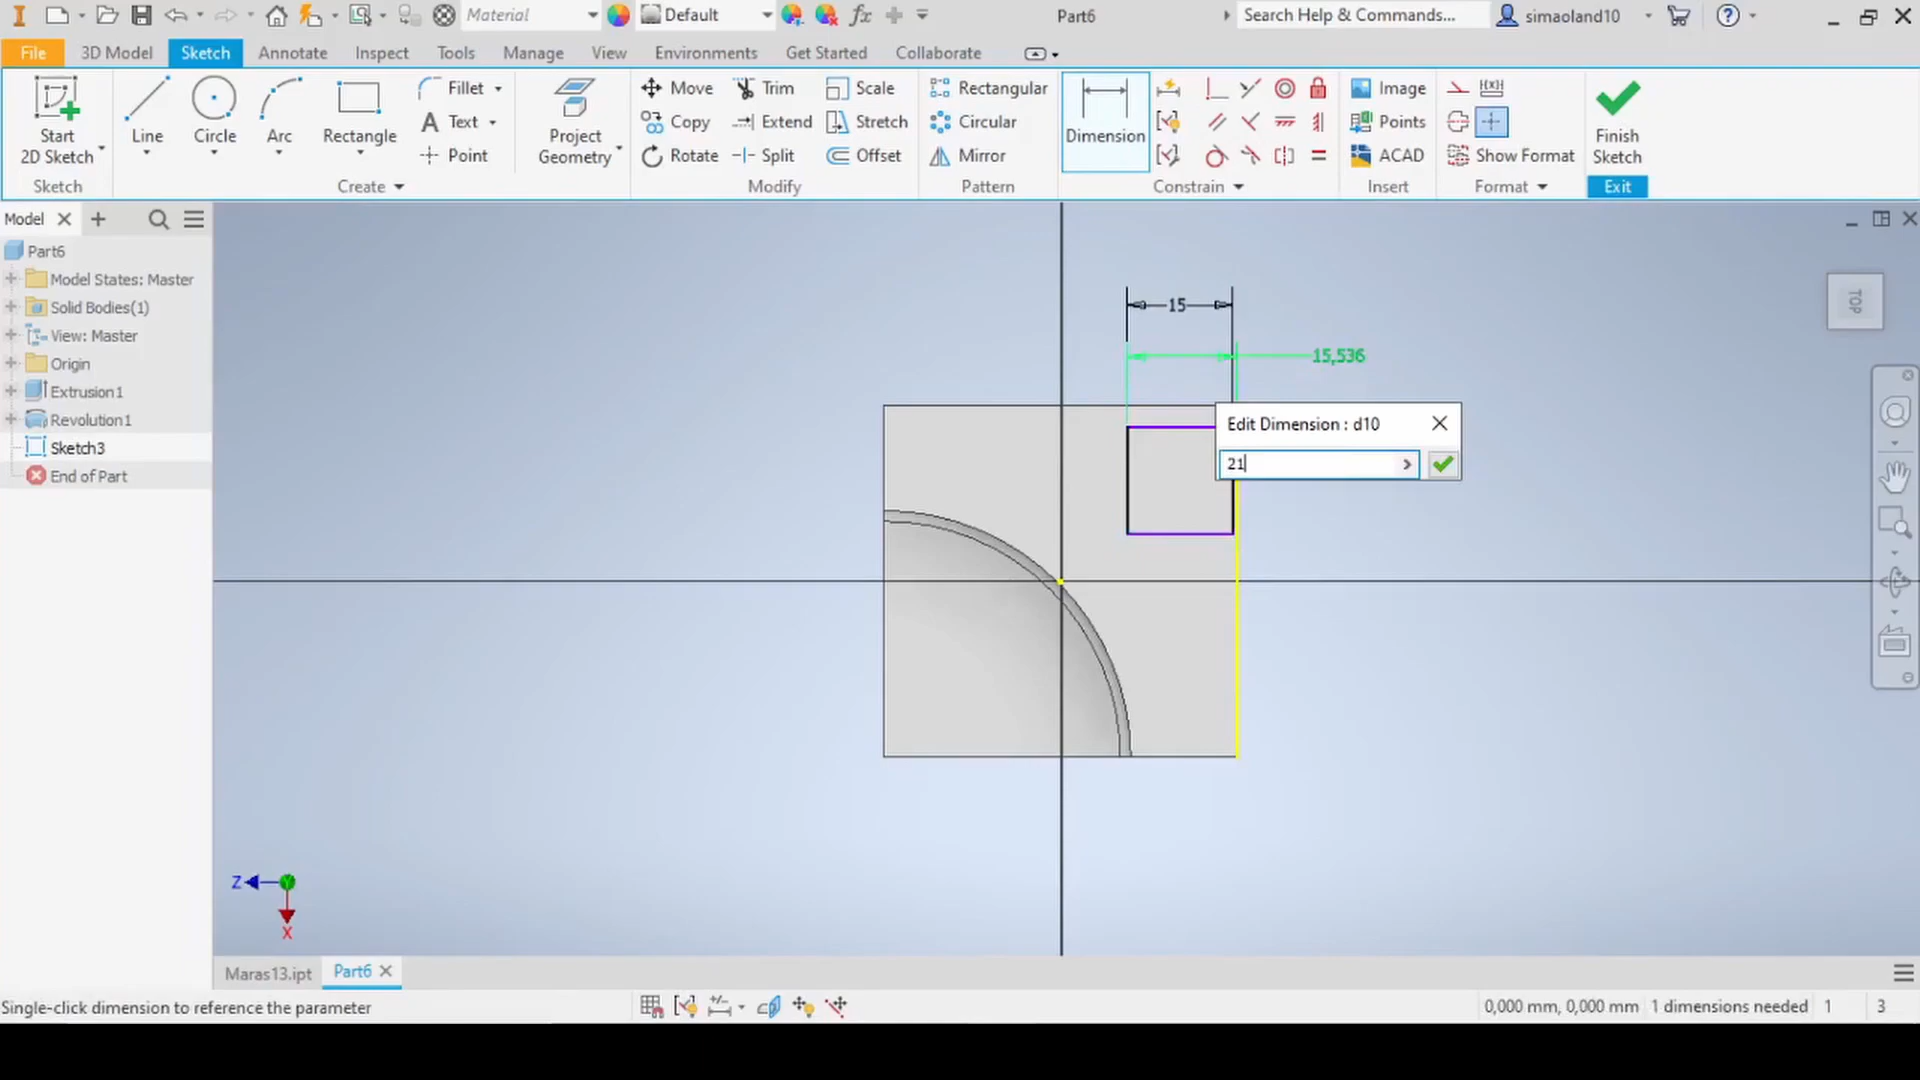 Material
Default
Part6
Search Help & Commands...
simaoland10
File
3D Model
Sketch
Annotate
Inspect
Tools
Manage
View
Environments
Get Started
Collaborate
Start
2D Sketch
Line
Circle
Arc
Rectangle
Fillet
Text
Point
Project
Geometry
Move
Copy
Rotate
Trim
Extend
Split
Scale
Stretch
Offset
Rectangular
Circular
Mirror
Dimension
Image
Points
ACAD
Show Format
Finish
Sketch
Sketch
Create
Modify
Pattern
Constrain
Insert
Format
Exit
Model
Part6
Model States: Master
Solid Bodies(1)
View: Master
Origin
Extrusion1
Revolution1
Sketch3
End of Part
15
15,536
Edit Dimension : d10
21
TOP
Z
X
Maras13.ipt
Part6
Single-click dimension to reference the parameter
0,000 mm, 0,000 mm
1 dimensions needed
1
3